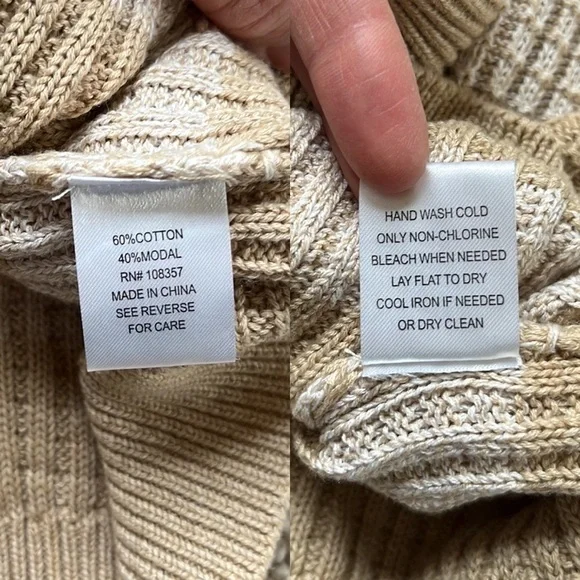 60%COTTON
40%MODAL
RN# 108357
MADE IN CHINA
SEE REVERSE
FOR CARE
HAND WASH COLD
ONLY NON-CHLORINE
BLEACH WHEN NEEDED
LAY FLAT TO DRY
COOL IRON IF NEEDED
OR DRY CLEAN